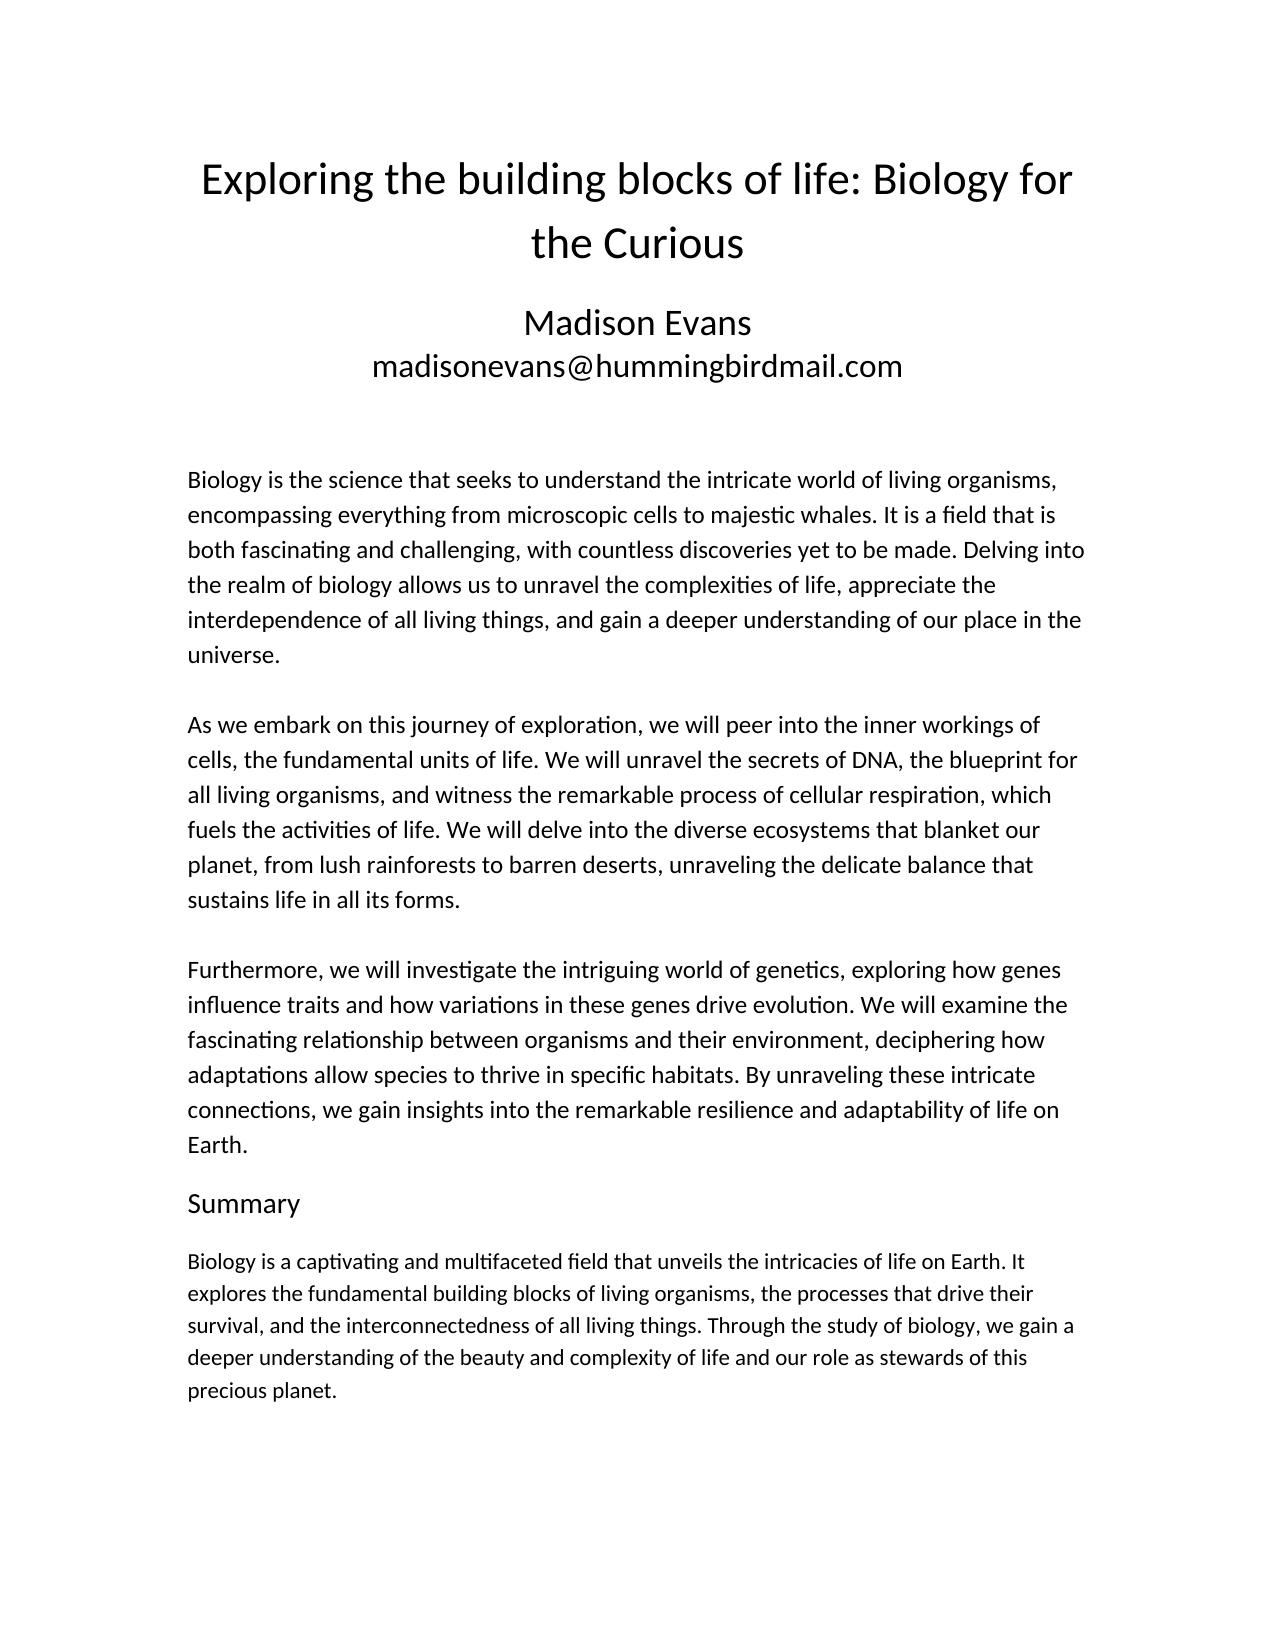 Exploring the building blocks of life: Biology for
the Curious
Madison Evans
madisonevans@hummingbirdmail.com
Biology is the science that seeks to understand the intricate world of living organisms,
encompassing everything from microscopic cells to majestic whales. It is a field that is
both fascinating and challenging, with countless discoveries yet to be made. Delving into
the realm of biology allows us to unravel the complexities of life, appreciate the
interdependence of all living things, and gain a deeper understanding of our place in the
universe.
As we embark on this journey of exploration, we will peer into the inner workings of
cells, the fundamental units of life. We will unravel the secrets of DNA, the blueprint for
all living organisms, and witness the remarkable process of cellular respiration, which
fuels the activities of life. We will delve into the diverse ecosystems that blanket our
planet, from lush rainforests to barren deserts, unraveling the delicate balance that
sustains life in all its forms.
Furthermore, we will investigate the intriguing world of genetics, exploring how genes
influence traits and how variations in these genes drive evolution. We will examine the
fascinating relationship between organisms and their environment, deciphering how
adaptations allow species to thrive in specific habitats. By unraveling these intricate
connections, we gain insights into the remarkable resilience and adaptability of life on
Earth.
Summary
Biology is a captivating and multifaceted field that unveils the intricacies of life on Earth. It
explores the fundamental building blocks of living organisms, the processes that drive their
survival, and the interconnectedness of all living things. Through the study of biology, we gain a
deeper understanding of the beauty and complexity of life and our role as stewards of this
precious planet.